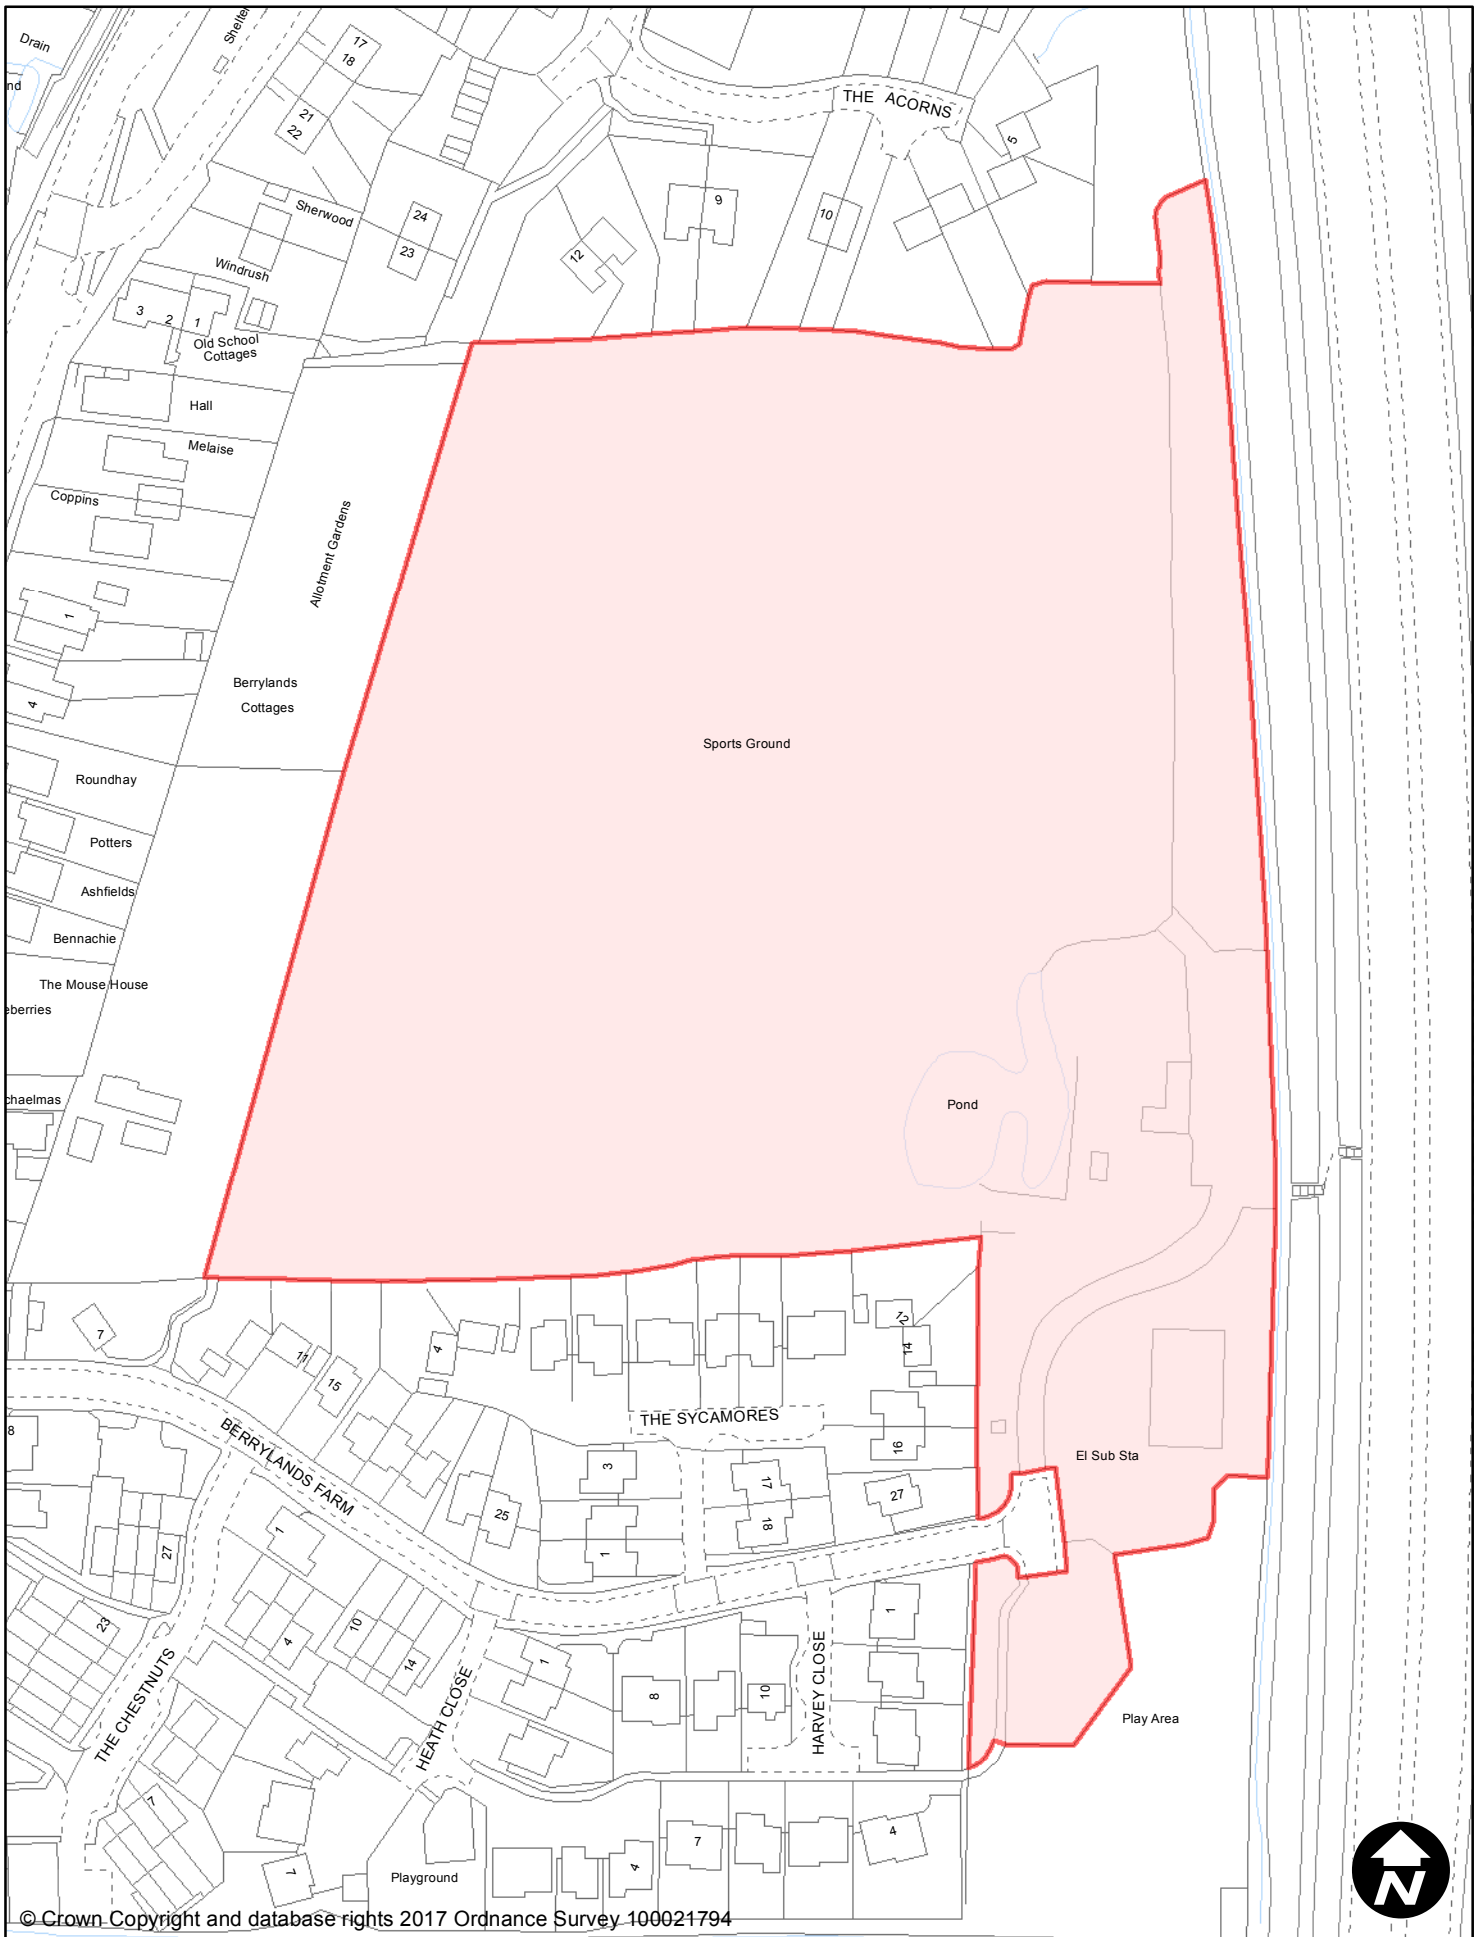 Drain
nd
Shelter
17
18
21
22
THE ACORNS
5
Sherwood
24
23
9
10
12
Windrush
3
2
1
Old School
Cottages
Hall
Melaise
Coppins
Allotment Gardens
1
Berrylands
Cottages
4
Sports Ground
Roundhay
Potters
Ashfields
Bennachie
The Mouse House
eberries
chaelmas
Pond
7
11
15
4
12
14
THE SYCAMORES
16
8
BERRYLANDS FARM
3
17
27
El Sub Sta
25
18
1
1
27
23
4
10
14
1
1
THE CHESTNUTS
HEATH CLOSE
8
10
HARVEY CLOSE
Play Area
7
7
Playground
4
7
4
N
© Crown Copyright and database rights 2017 Ordnance Survey 100021794